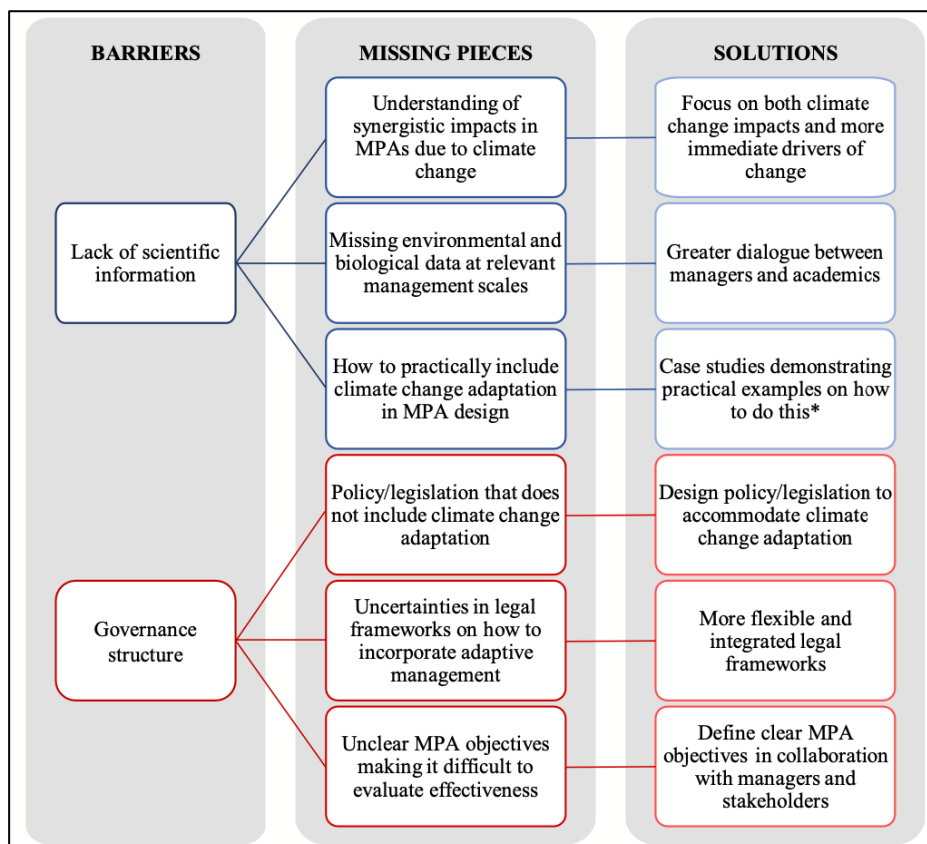 BARRIERS
MISSING PIECES
SOLUTIONS
Lack of scientific
information
Understanding of
synergistic impacts in
MPAs due to climate
change
Focus on both climate
change impacts and more
immediate drivers of
change
Missing environmental and
biological data at relevant
management scales
Greater dialogue between
managers and academics
How to practically include
climate change adaptation
in MPA design
Case studies demonstrating
practical examples on how
to do this*
Governance
structure
Policy/legislation that does
not include climate change
adaptation
Design policy/legislation to
accommodate climate
change adaptation
Uncertainties in legal
frameworks on how to
incorporate adaptive
management
More flexible and
integrated legal
frameworks
Unclear MPA objectives
making it difficult to
evaluate effectiveness
Define clear MPA
objectives in collaboration
with managers and
stakeholders